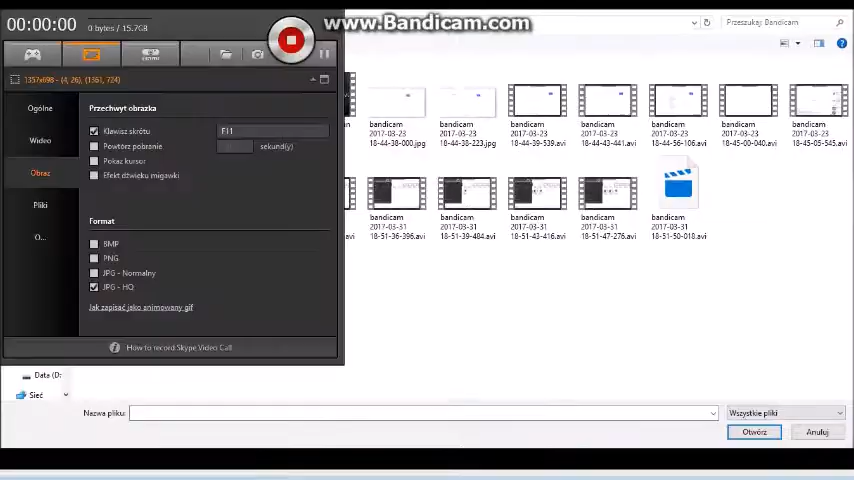 00:00:00
0 bytes / 15.7GB
www.Bandicam.com
Przeszukaj: Bandicam
1357x698 - (4, 26), (1361, 724)
Ogólne
Wideo
Obraz
Pliki
O...
Przechwyt obrazka
Klawisz skrótu
F11
Powtórz pobranie
sekund(y)
Pokaż kursor
Efekt dźwięku migawki
Format
BMP
PNG
JPG - Normalny
JPG - HQ
Jak zapisać jako animowany gif
How to record Skype Video Call
bandicam
2017-03-23
18-44-38-000.jpg
bandicam
2017-03-23
18-44-38-223.jpg
bandicam
2017-03-23
18-44-39-539.avi
bandicam
2017-03-23
18-44-43-441.avi
bandicam
2017-03-23
18-44-56-106.avi
bandicam
2017-03-23
18-45-00-040.avi
bandicam
2017-03-23
18-45-05-545.avi
bandicam
2017-03-31
18-51-36-396.avi
bandicam
2017-03-31
18-51-39-484.avi
bandicam
2017-03-31
18-51-43-416.avi
bandicam
2017-03-31
18-51-47-276.avi
bandicam
2017-03-31
18-51-50-018.avi
Data (D:
Sieć
Nazwa pliku:
Wszystkie pliki
Otwórz
Anuluj